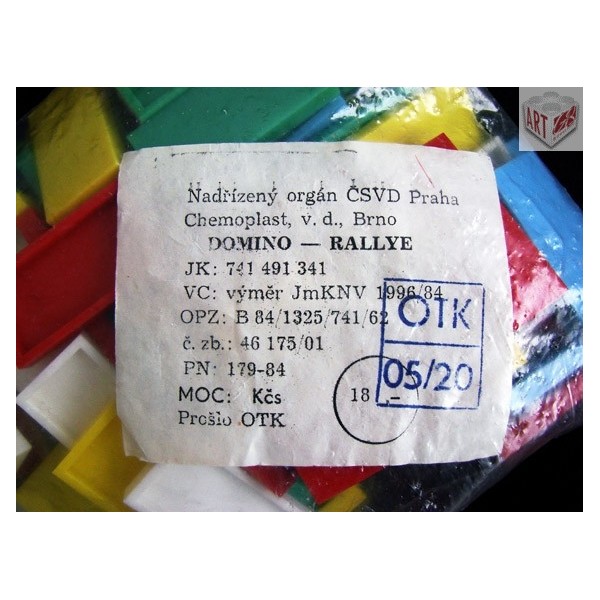 ART
Nadřízený orgán ČSVD Praha
Chemoplast, v. d., Brno
DOMINO — RALLYE
JK: 741 491 341
VC: výměr JmKNV 1996/84
OPZ: B 84/1325/741/62
č. zb.: 46 175/01
PN: 179-84
MOC: Kčs 18 ,–
Prošlo OTK
OTK
05/20